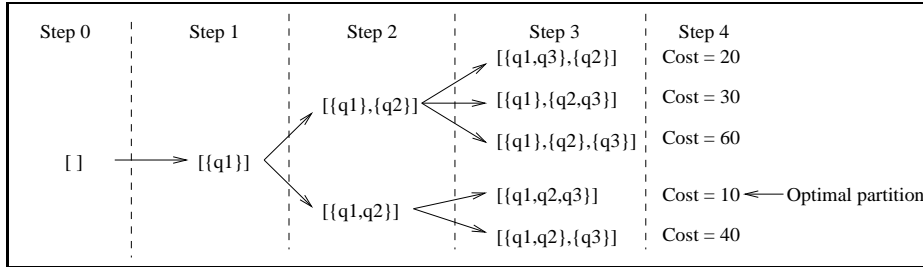 Step 0 Step 1 Step 2 Step 3 Step 4
[{q1,q3},{q2}] Cost = 20
[{q1},{q2}] [{q1},{q2,q3}] Cost = 30
[{q1},{q2},{q3}] Cost = 60
[ ] [{q1}]
[{q1,q2,q3}] Cost = 10 Optimal partition
[{q1,q2}]
[{q1,q2},{q3}] Cost = 40